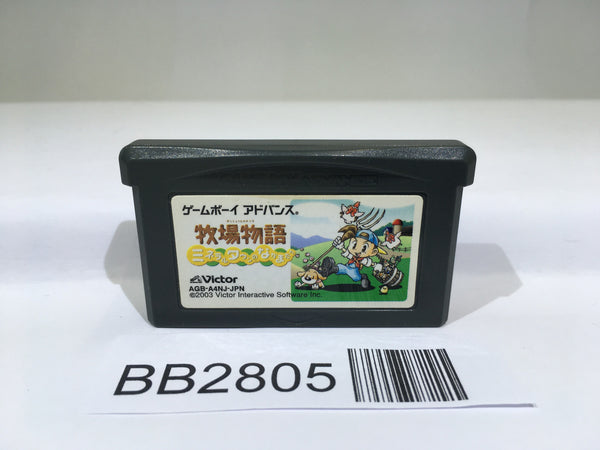 ゲームボーイ アドバンス®
牧場物語
ミネラルタウンのなかまたち
Victor
AGB-A4NJ-JPN
©2003 Victor Interactive Software Inc.
BB2805